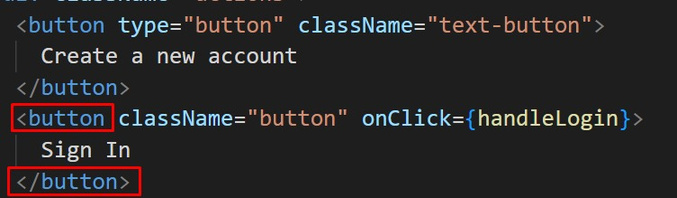 <button type="button" className="text-button">
Create a new account
</button>
<button className="button" onClick={handleLogin}>
Sign In
</button>